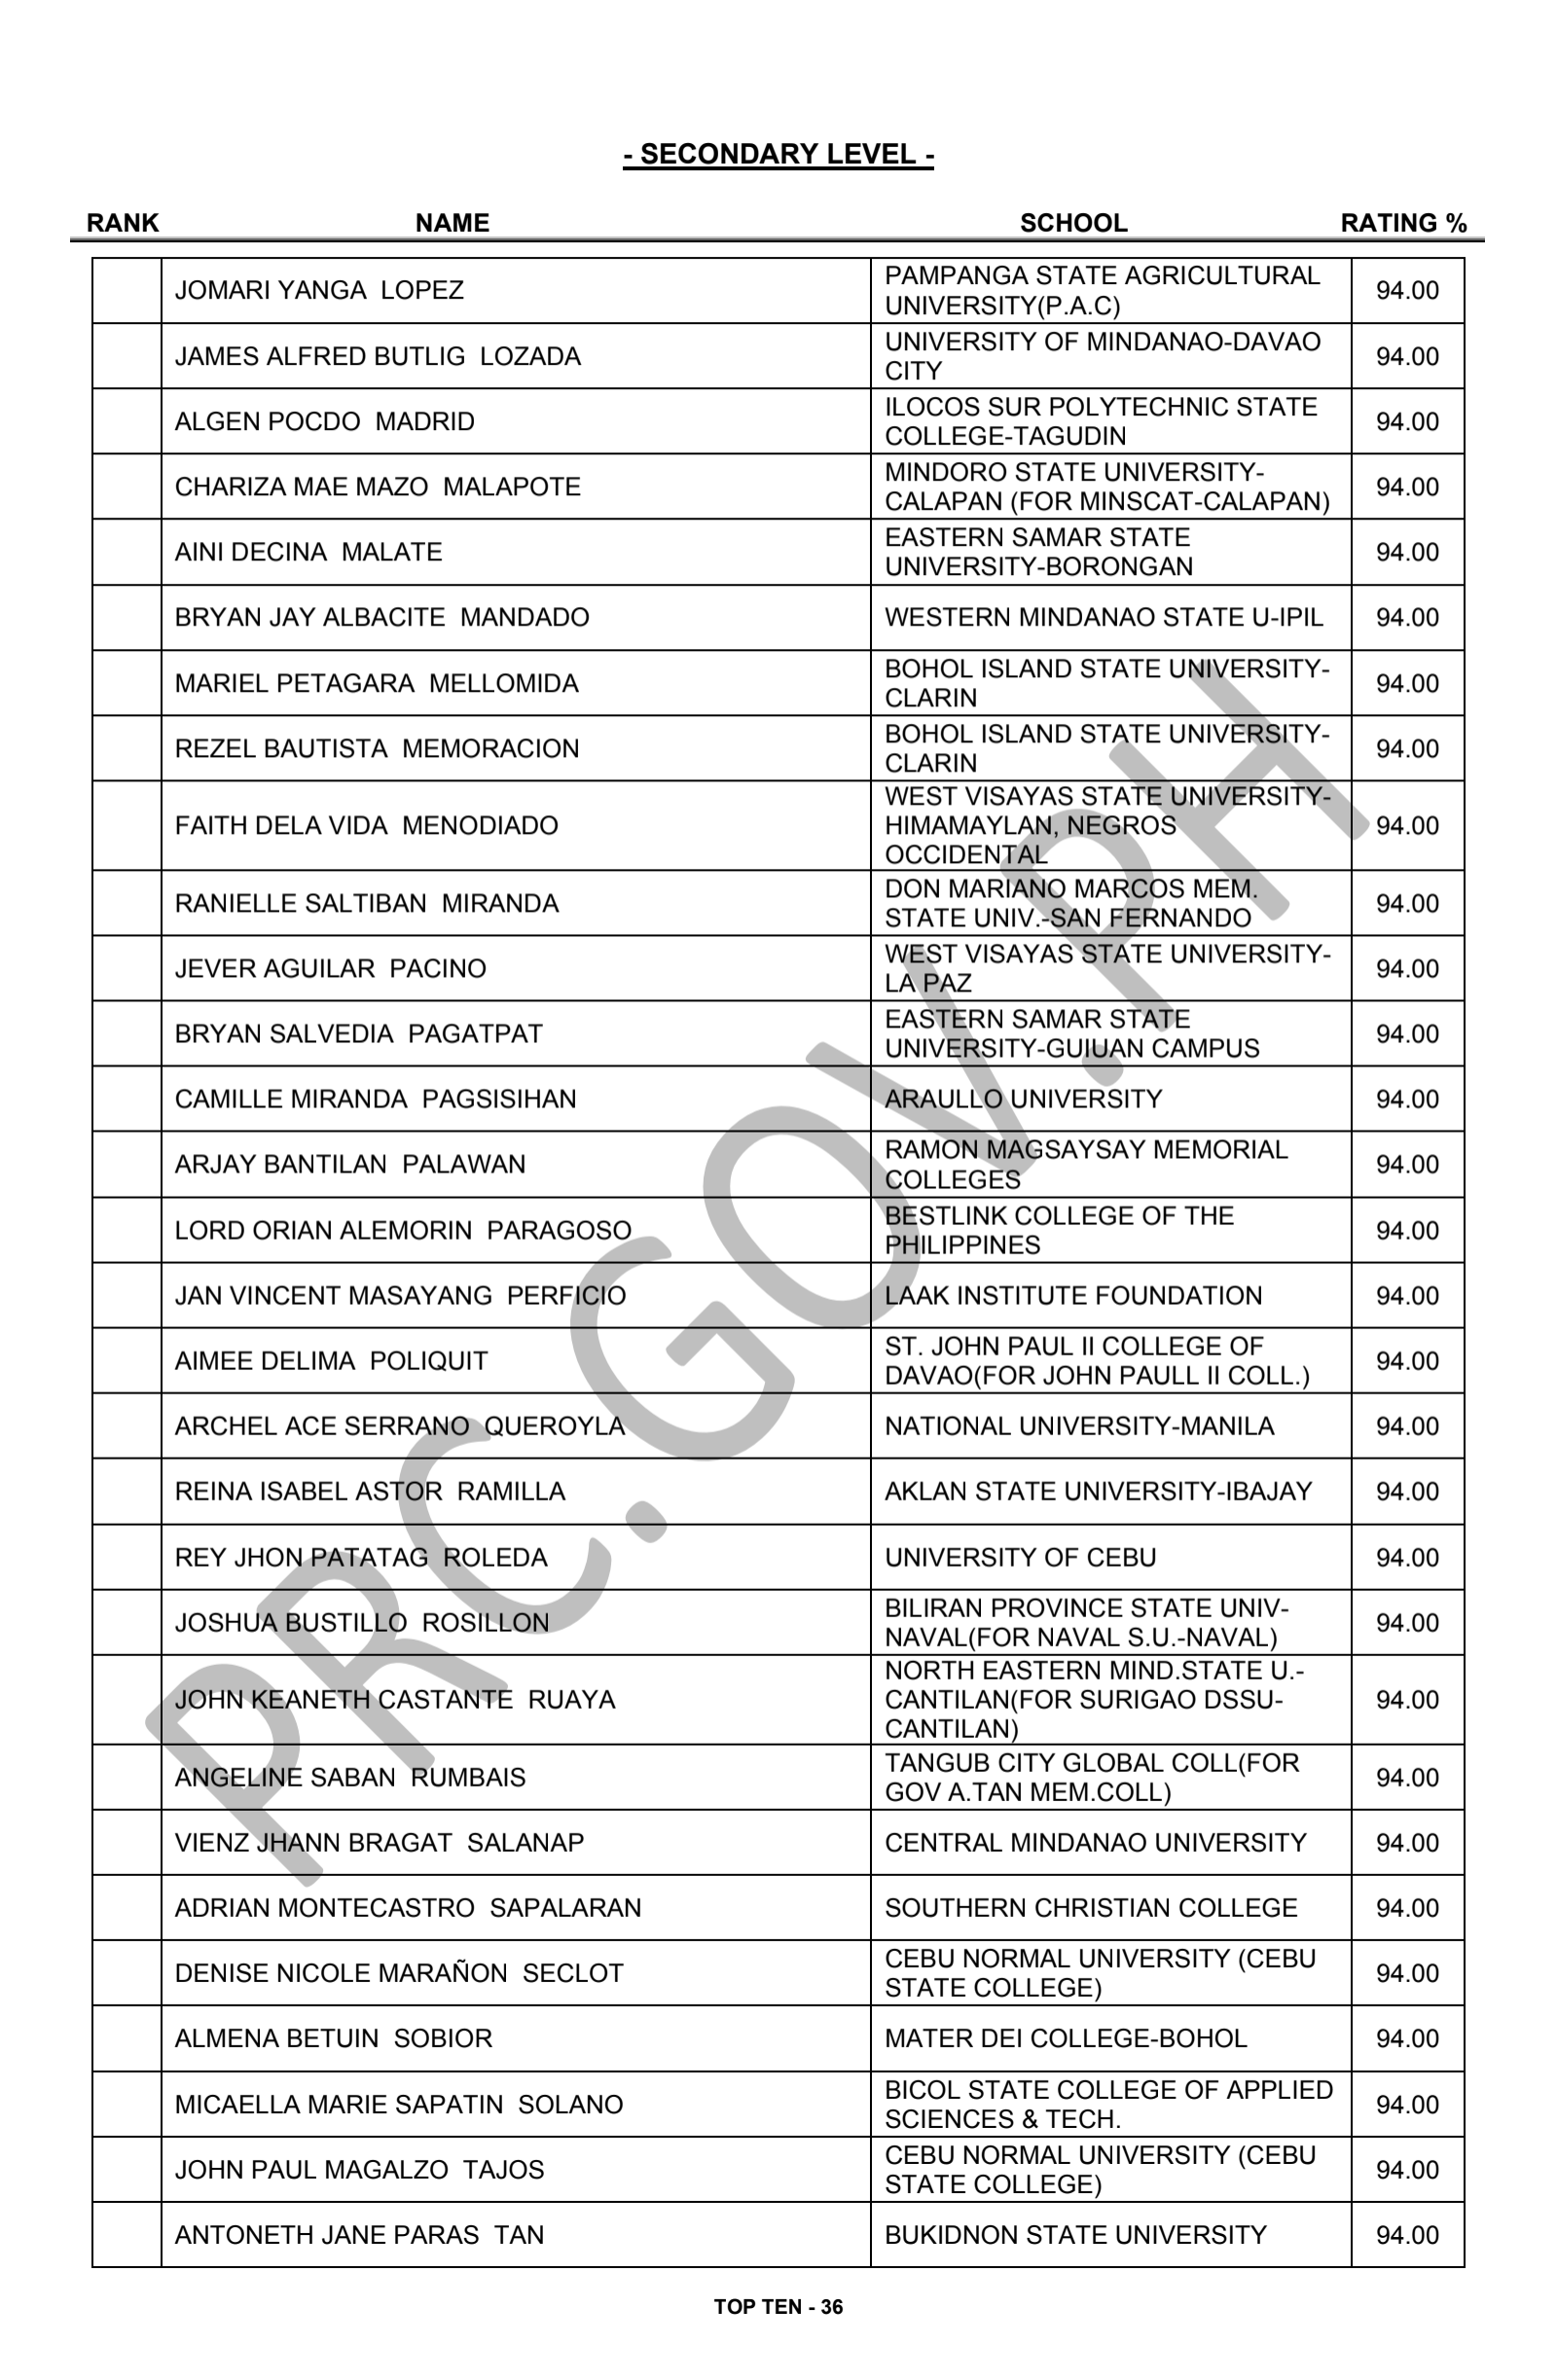 - SECONDARY LEVEL -
RANK NAME SCHOOL RATING %
JOMARI YANGA LOPEZ PAMPANGA STATE AGRICULTURAL UNIVERSITY(P.A.C) 94.00
JAMES ALFRED BUTLIG LOZADA UNIVERSITY OF MINDANAO-DAVAO CITY 94.00
ALGEN POCDO MADRID ILOCOS SUR POLYTECHNIC STATE COLLEGE-TAGUDIN 94.00
CHARIZA MAE MAZO MALAPOTE MINDORO STATE UNIVERSITY-CALAPAN (FOR MINSCAT-CALAPAN) 94.00
AINI DECINA MALATE EASTERN SAMAR STATE UNIVERSITY-BORONGAN 94.00
BRYAN JAY ALBACITE MANDADO WESTERN MINDANAO STATE U-IPIL 94.00
MARIEL PETAGARA MELLOMIDA BOHOL ISLAND STATE UNIVERSITY-CLARIN 94.00
REZEL BAUTISTA MEMORACION BOHOL ISLAND STATE UNIVERSITY-CLARIN 94.00
FAITH DELA VIDA MENODIADO WEST VISAYAS STATE UNIVERSITY-HIMAMAYLAN, NEGROS OCCIDENTAL 94.00
RANIELLE SALTIBAN MIRANDA DON MARIANO MARCOS MEM. STATE UNIV.-SAN FERNANDO 94.00
JEVER AGUILAR PACINO WEST VISAYAS STATE UNIVERSITY-LA PAZ 94.00
BRYAN SALVEDIA PAGATPAT EASTERN SAMAR STATE UNIVERSITY-GUIUAN CAMPUS 94.00
CAMILLE MIRANDA PAGSISIHAN ARAULLO UNIVERSITY 94.00
ARJAY BANTILAN PALAWAN RAMON MAGSAYSAY MEMORIAL COLLEGES 94.00
LORD ORIAN ALEMORIN PARAGOSO BESTLINK COLLEGE OF THE PHILIPPINES 94.00
JAN VINCENT MASAYANG PERFICIO LAAK INSTITUTE FOUNDATION 94.00
AIMEE DELIMA POLIQUIT ST. JOHN PAUL II COLLEGE OF DAVAO(FOR JOHN PAULL II COLL.) 94.00
ARCHEL ACE SERRANO QUEROYLA NATIONAL UNIVERSITY-MANILA 94.00
REINA ISABEL ASTOR RAMILLA AKLAN STATE UNIVERSITY-IBAJAY 94.00
REY JHON PATATAG ROLEDA UNIVERSITY OF CEBU 94.00
JOSHUA BUSTILLO ROSILLON BILIRAN PROVINCE STATE UNIV-NAVAL(FOR NAVAL S.U.-NAVAL) 94.00
JOHN KEANETH CASTANTE RUAYA NORTH EASTERN MIND.STATE U.-CANTILAN(FOR SURIGAO DSSU-CANTILAN) 94.00
ANGELINE SABAN RUMBAIS TANGUB CITY GLOBAL COLL(FOR GOV A.TAN MEM.COLL) 94.00
VIENZ JHANN BRAGAT SALANAP CENTRAL MINDANAO UNIVERSITY 94.00
ADRIAN MONTECASTRO SAPALARAN SOUTHERN CHRISTIAN COLLEGE 94.00
DENISE NICOLE MARAÑON SECLOT CEBU NORMAL UNIVERSITY (CEBU STATE COLLEGE) 94.00
ALMENA BETUIN SOBIOR MATER DEI COLLEGE-BOHOL 94.00
MICAELLA MARIE SAPATIN SOLANO BICOL STATE COLLEGE OF APPLIED SCIENCES & TECH. 94.00
JOHN PAUL MAGALZO TAJOS CEBU NORMAL UNIVERSITY (CEBU STATE COLLEGE) 94.00
ANTONETH JANE PARAS TAN BUKIDNON STATE UNIVERSITY 94.00
TOP TEN - 36
PRC.GOV.PH